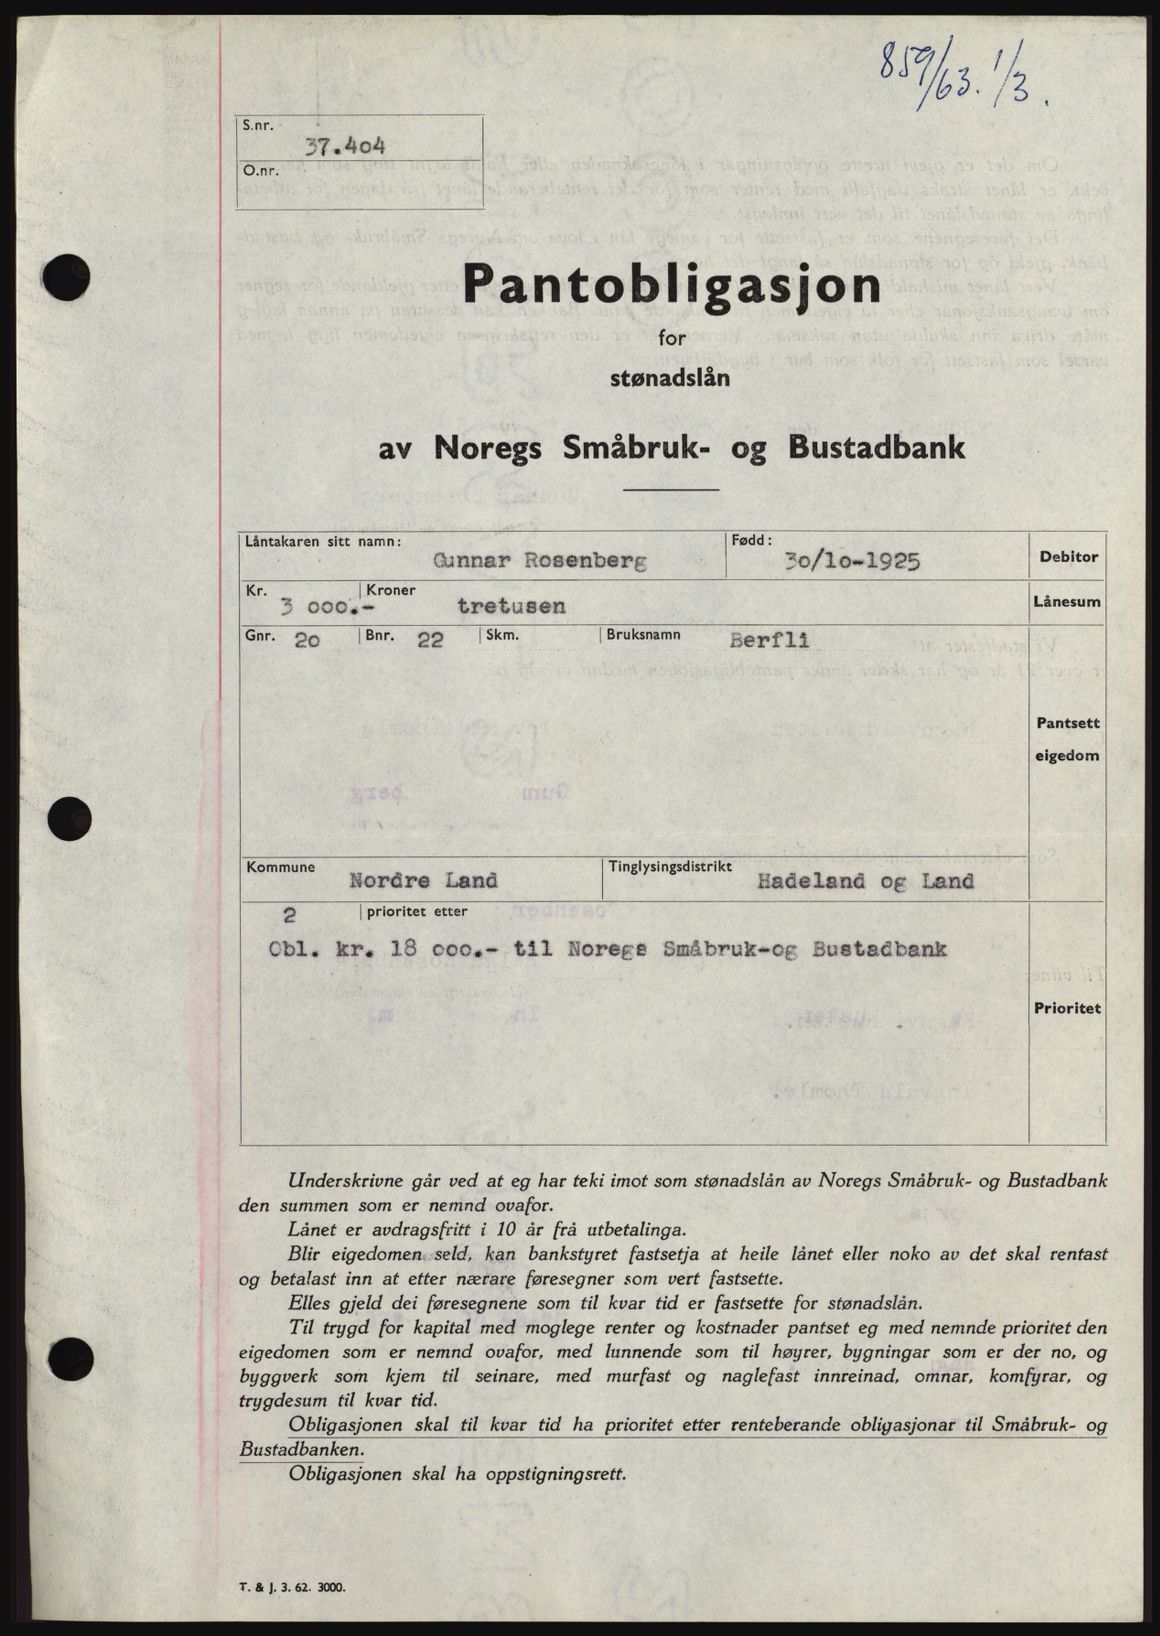 859/63. 1/3.
S.nr.
37.404
O.nr.
Pantobligasjon
for
stønadslån
av Noregs Småbruk- og Bustadbank
Låntakaren sitt namn: Gunnar Rosenberg Fødd: 30/10-1925 Debitor
Kr. 3 000.- Kroner tretusen Lånesum
Gnr. 20 Bnr. 22 Skm. Bruksnamn Berfli
Pantsett
eigedom
Kommune Nordre Land Tinglysingsdistrikt Hadeland og Land
2 prioritet etter
Obl. kr. 18 000.- til Noregs Småbruk-og Bustadbank
Prioritet
Underskrivne går ved at eg har teki imot som stønadslån av Noregs Småbruk- og Bustadbank
den summen som er nemnd ovafor.
Lånet er avdragsfritt i 10 år frå utbetalinga.
Blir eigedomen seld, kan bankstyret fastsetja at heile lånet eller noko av det skal rentast
og betalast inn at etter nærare føresegner som vert fastsette.
Elles gjeld dei føresegnene som til kvar tid er fastsette for stønadslån.
Til trygd for kapital med moglege renter og kostnader pantset eg med nemnde prioritet den
eigedomen som er nemnd ovafor, med lunnende som til høyrer, bygningar som er der no, og
byggverk som kjem til seinare, med murfast og naglefast innreinad, omnar, komfyrar, og
trygdesum til kvar tid.
Obligasjonen skal til kvar tid ha prioritet etter renteberande obligasjonar til Småbruk- og
Bustadbanken.
Obligasjonen skal ha oppstigningsrett.
T. & J. 3. 62. 3000.